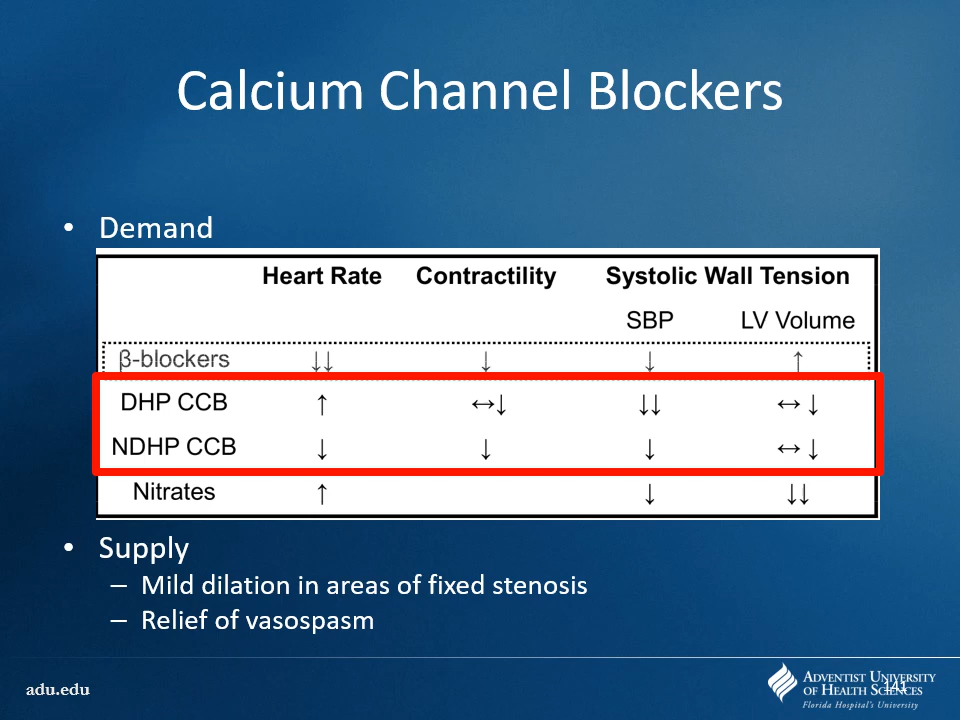 Calcium Channel Blockers
• Demand
Heart Rate Contractility Systolic Wall Tension
SBP LV Volume
β-blockers ↓↓ ↓ ↓ ↑
DHP CCB ↑ ↔↓ ↓↓ ↔ ↓
NDHP CCB ↓ ↓ ↓ ↔ ↓
Nitrates ↑ ↓ ↓↓
• Supply
– Mild dilation in areas of fixed stenosis
– Relief of vasospasm
adu.edu
ADVENTIST UNIVERSITY
OF HEALTH SCIENCES
Florida Hospital's University
141